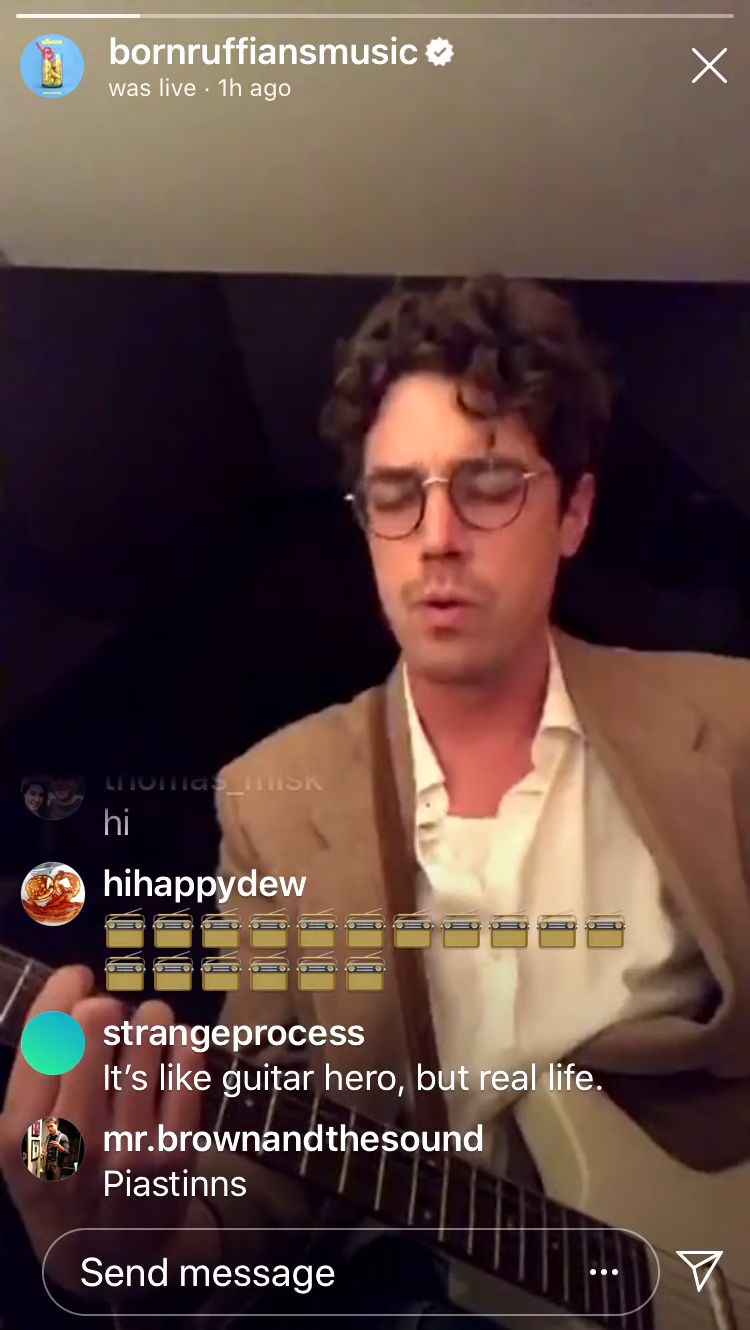 bornruffiansmusic
was live · 1h ago
thomas_misk
hi
hihappydew
📻📻📻📻📻📻📻📻📻📻📻
📻📻📻📻📻📻
strangeprocess
It’s like guitar hero, but real life.
mr.brownandthesound
Piastinns
Send message